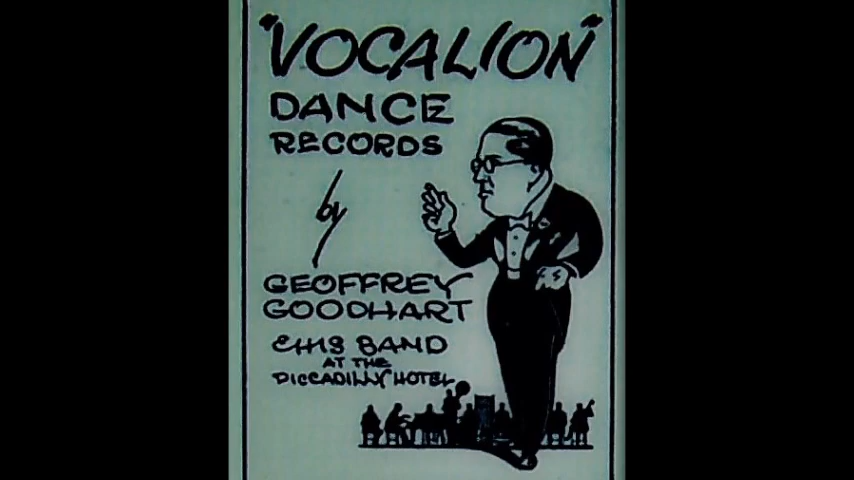 "VOCALION"
DANCE
RECORDS
by
GEOFFREY
GOODHART
& HIS BAND
AT THE
PICCADILLY HOTEL